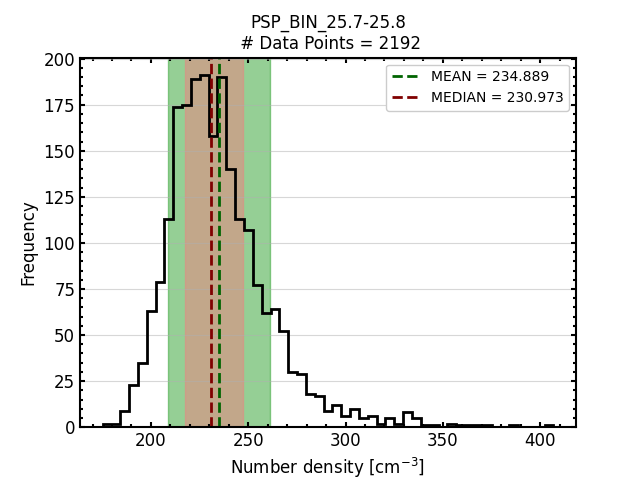 PSP_BIN_25.7-25.8
# Data Points = 2192
MEAN = 234.889
MEDIAN = 230.973
Frequency
200
175
150
125
100
75
50
25
0
200 250 300 350 400
Number density [cm⁻³]